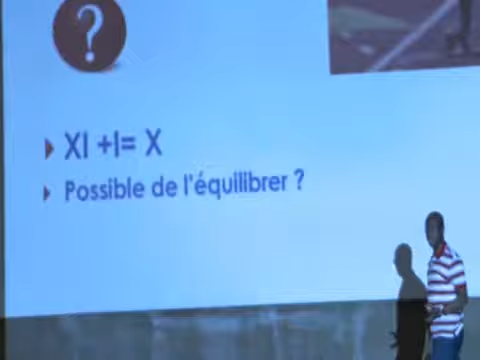 ?
XI +I= X
Possible de l'équilibrer ?